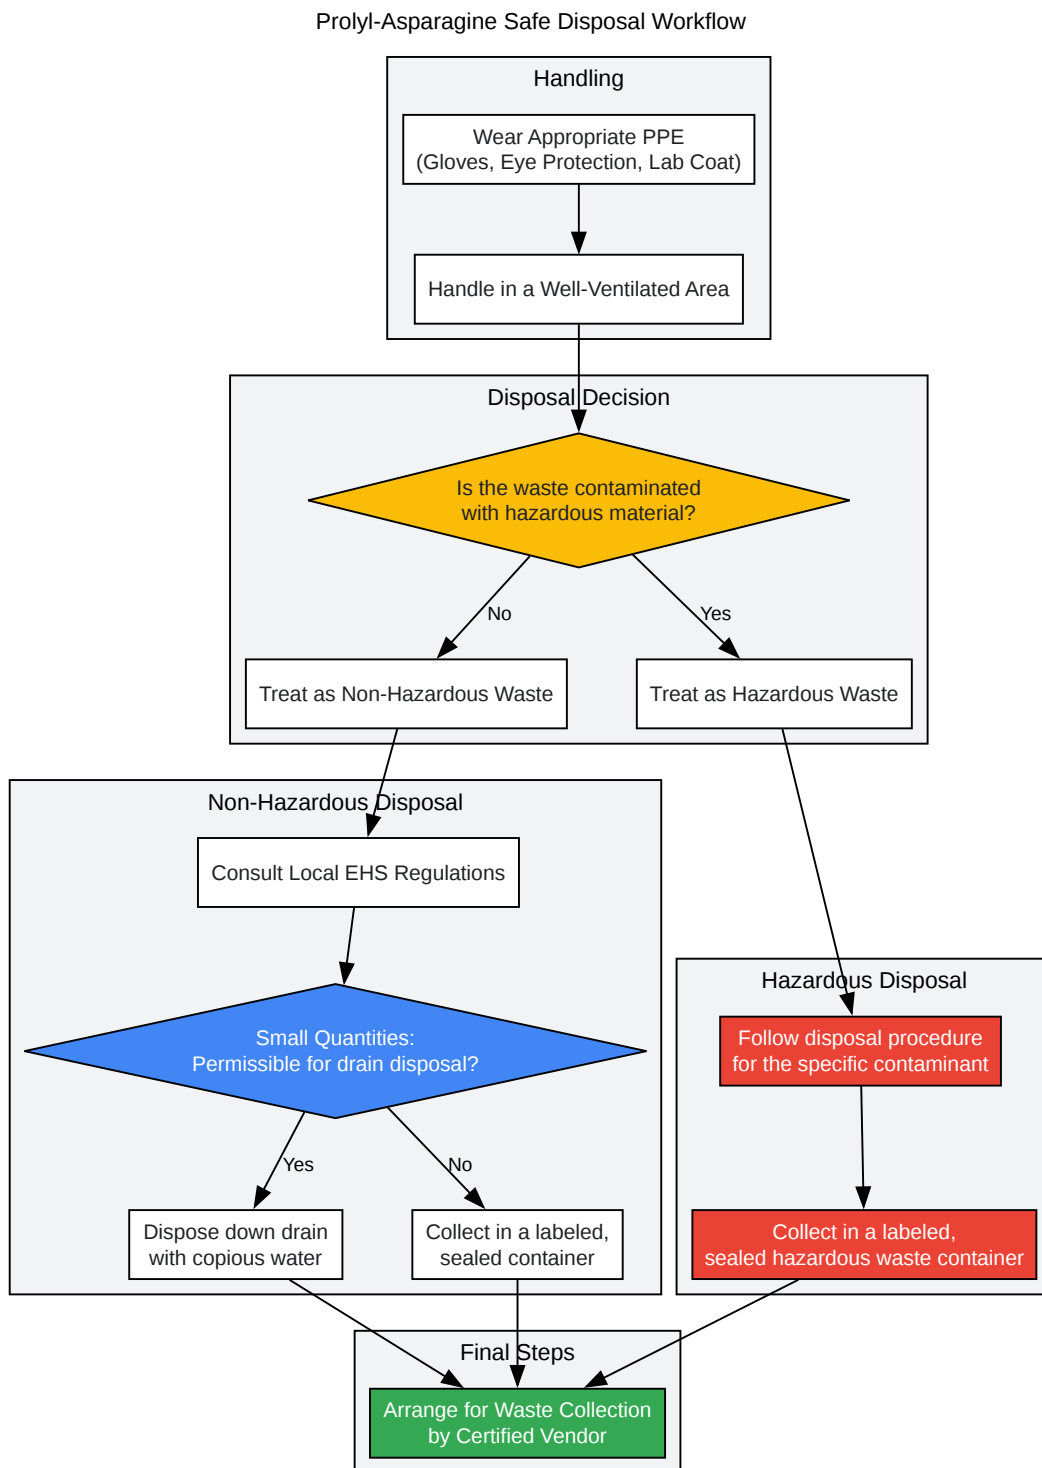 Prolyl-Asparagine Safe Disposal Workflow
Handling
Wear Appropriate PPE
(Gloves, Eye Protection, Lab Coat)
Handle in a Well-Ventilated Area
Disposal Decision
Is the waste contaminated
with hazardous material?
No
Yes
Treat as Non-Hazardous Waste
Treat as Hazardous Waste
Non-Hazardous Disposal
Consult Local EHS Regulations
Small Quantities:
Permissible for drain disposal?
Yes
No
Dispose down drain
with copious water
Collect in a labeled,
sealed container
Hazardous Disposal
Follow disposal procedure
for the specific contaminant
Collect in a labeled,
sealed hazardous waste container
Final Steps
Arrange for Waste Collection
by Certified Vendor